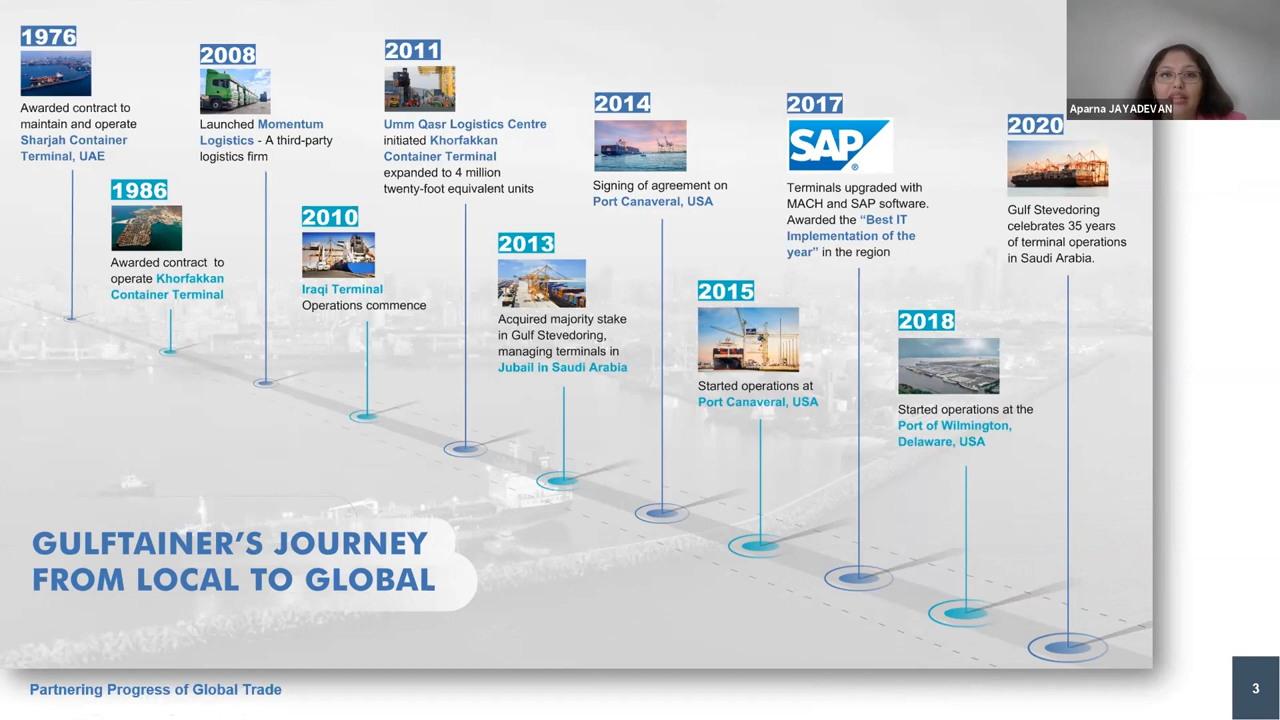 1976
Awarded contract to
maintain and operate
Sharjah Container
Terminal, UAE
1986
Awarded contract to
operate Khorfakkan
Container Terminal
2008
Launched Momentum
Logistics - A third-party
logistics firm
2010
Iraqi Terminal
Operations commence
2011
Umm Qasr Logistics Centre
initiated Khorfakkan
Container Terminal
expanded to 4 million
twenty-foot equivalent units
2013
Acquired majority stake
in Gulf Stevedoring,
managing terminals in
Jubail in Saudi Arabia
2014
Signing of agreement on
Port Canaveral, USA
2015
Started operations at
Port Canaveral, USA
2017
SAP
®
Terminals upgraded with
MACH and SAP software.
Awarded the “Best IT
Implementation of the
year” in the region
2018
Started operations at the
Port of Wilmington,
Delaware, USA
2020
Gulf Stevedoring
celebrates 35 years
of terminal operations
in Saudi Arabia.
Aparna JAYADEVAN
GULFTAINER’S JOURNEY
FROM LOCAL TO GLOBAL
Partnering Progress of Global Trade
3